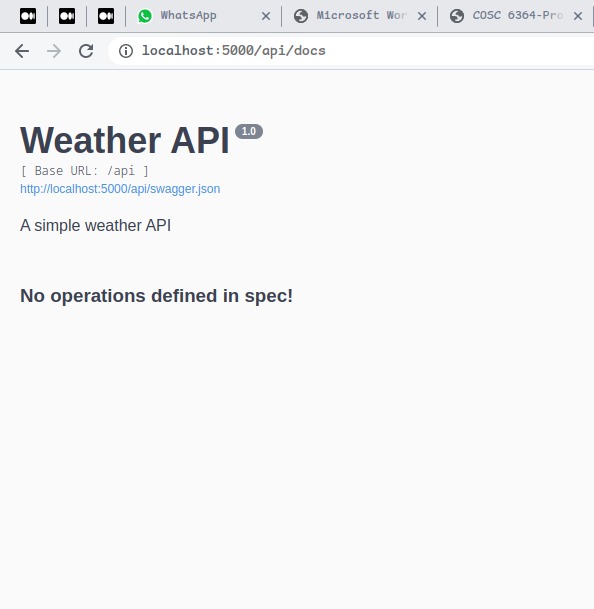 WhatsApp
Microsoft Wor
COSC 6364-Pro
localhost:5000/api/docs
Weather API 1.0
[ Base URL: /api ]
http://localhost:5000/api/swagger.json
A simple weather API
No operations defined in spec!